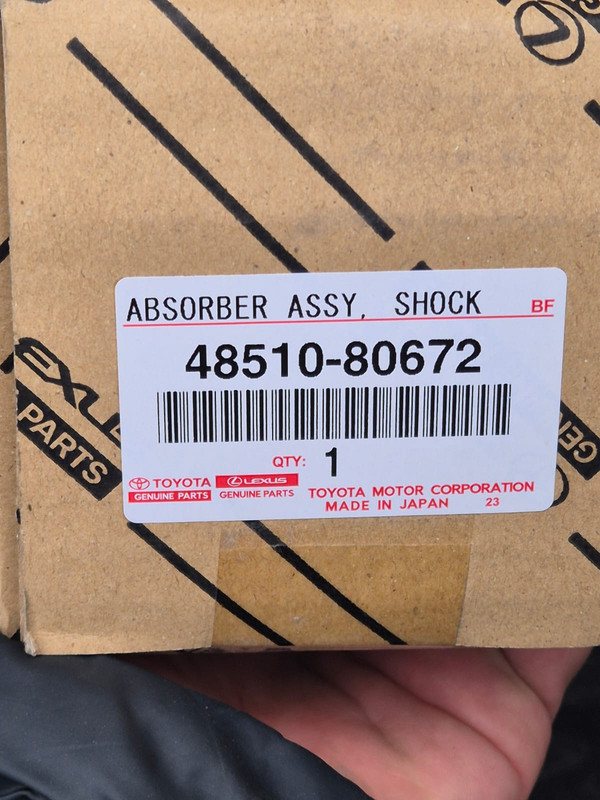 ABSORBER ASSY, SHOCK BF
48510-80672
QTY: 1
TOYOTA LEXUS
GENUINE PARTS GENUINE PARTS
TOYOTA MOTOR CORPORATION
MADE IN JAPAN 23
PARTS